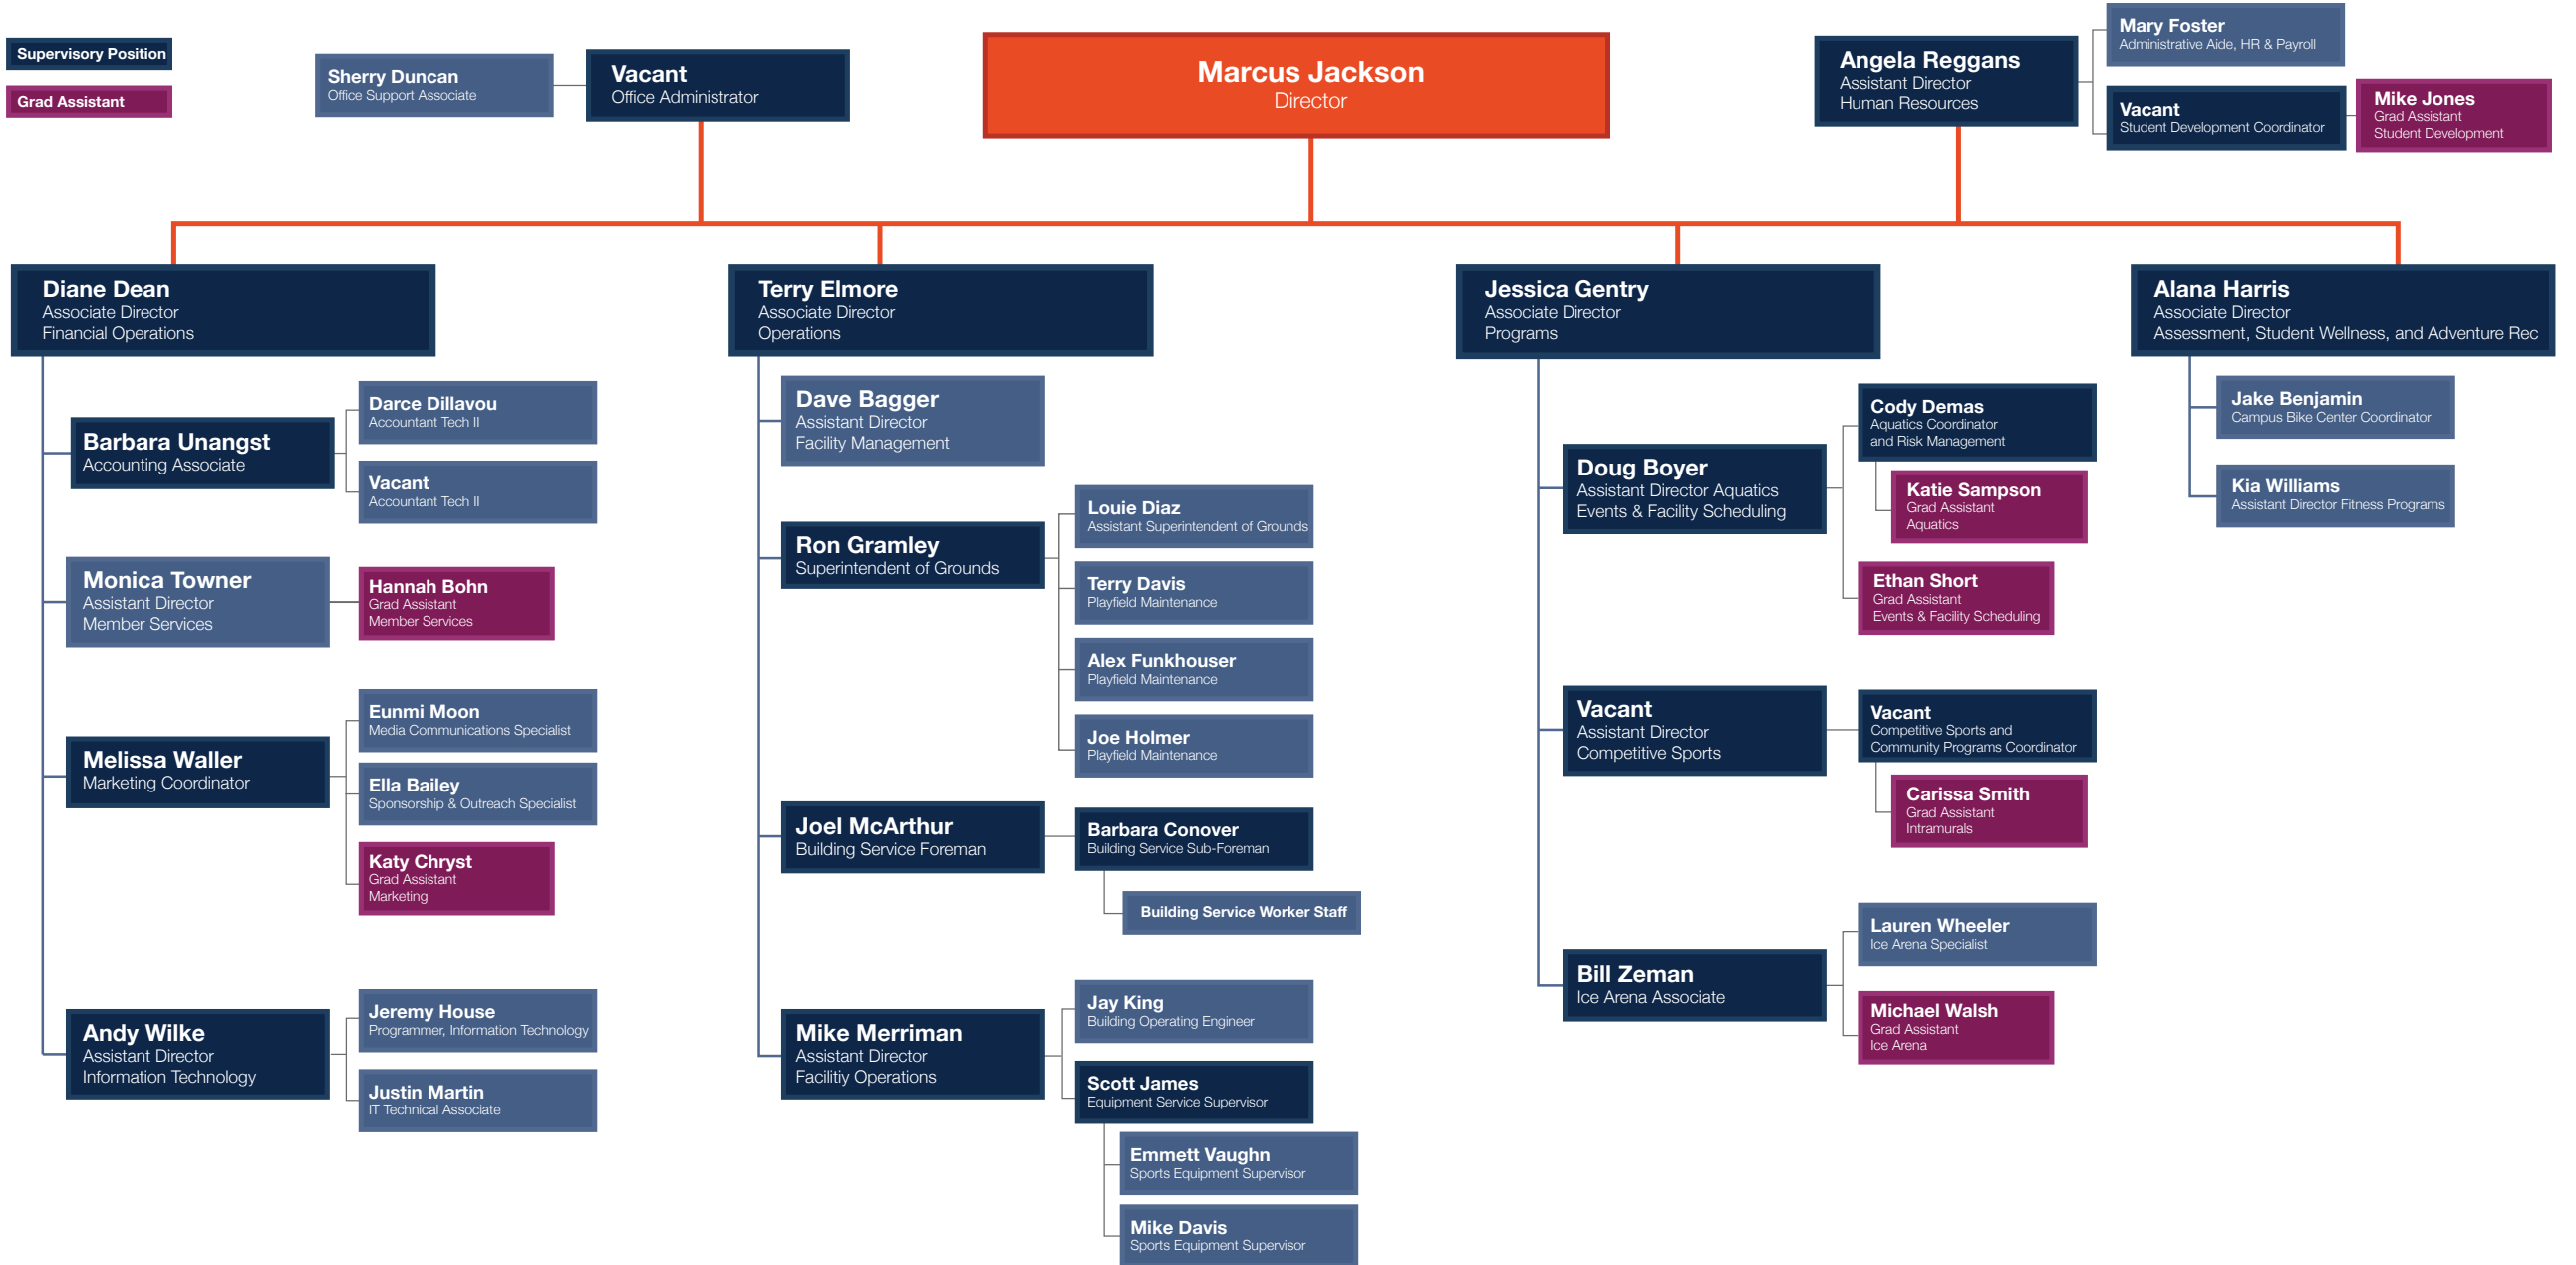 Supervisory Position
Grad Assistant
Sherry Duncan
Office Support Associate
Vacant
Office Administrator
Marcus Jackson
Director
Angela Reggans
Assistant Director
Human Resources
Mary Foster
Administrative Aide, HR & Payroll
Vacant
Student Development Coordinator
Mike Jones
Grad Assistant
Student Development
Diane Dean
Associate Director
Financial Operations
Barbara Unangst
Accounting Associate
Darce Dillavou
Accountant Tech II
Vacant
Accountant Tech II
Monica Towner
Assistant Director
Member Services
Hannah Bohn
Grad Assistant
Member Services
Melissa Waller
Marketing Coordinator
Eunmi Moon
Media Communications Specialist
Ella Bailey
Sponsorship & Outreach Specialist
Katy Chryst
Grad Assistant
Marketing
Andy Wilke
Assistant Director
Information Technology
Jeremy House
Programmer, Information Technology
Justin Martin
IT Technical Associate
Terry Elmore
Associate Director
Operations
Dave Bagger
Assistant Director
Facility Management
Ron Gramley
Superintendent of Grounds
Louie Diaz
Assistant Superintendent of Grounds
Terry Davis
Playfield Maintenance
Alex Funkhouser
Playfield Maintenance
Joe Holmer
Playfield Maintenance
Joel McArthur
Building Service Foreman
Barbara Conover
Building Service Sub-Foreman
Building Service Worker Staff
Mike Merriman
Assistant Director
Facilitiy Operations
Jay King
Building Operating Engineer
Scott James
Equipment Service Supervisor
Emmett Vaughn
Sports Equipment Supervisor
Mike Davis
Sports Equipment Supervisor
Jessica Gentry
Associate Director
Programs
Doug Boyer
Assistant Director Aquatics
Events & Facility Scheduling
Cody Demas
Aquatics Coordinator
and Risk Management
Katie Sampson
Grad Assistant
Aquatics
Ethan Short
Grad Assistant
Events & Facility Scheduling
Vacant
Assistant Director
Competitive Sports
Vacant
Competitive Sports and
Community Programs Coordinator
Carissa Smith
Grad Assistant
Intramurals
Bill Zeman
Ice Arena Associate
Lauren Wheeler
Ice Arena Specialist
Michael Walsh
Grad Assistant
Ice Arena
Alana Harris
Associate Director
Assessment, Student Wellness, and Adventure Rec
Jake Benjamin
Campus Bike Center Coordinator
Kia Williams
Assistant Director Fitness Programs